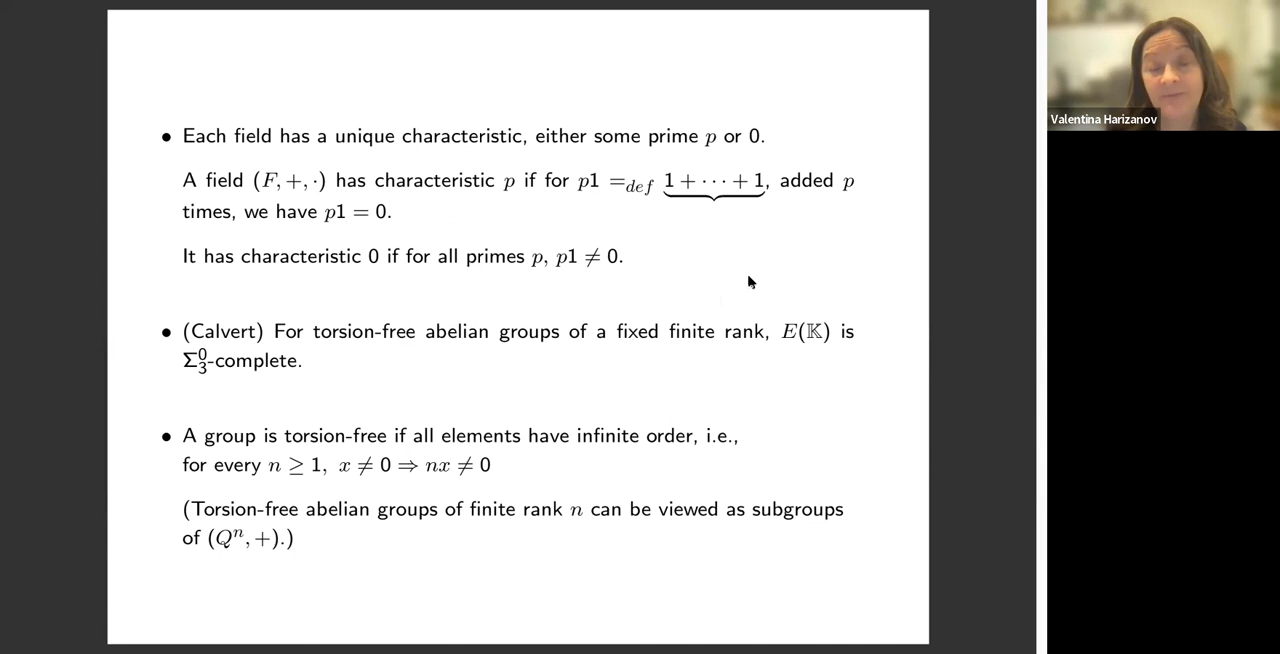 • Each field has a unique characteristic, either some prime p or 0.
A field (F, +, ·) has characteristic p if for p1 =def 1 + ··· + 1, added p
times, we have p1 = 0.
It has characteristic 0 if for all primes p, p1 ≠ 0.
• (Calvert) For torsion-free abelian groups of a fixed finite rank, E(𝕂) is
Σ⁰₃-complete.
• A group is torsion-free if all elements have infinite order, i.e.,
for every n ≥ 1, x ≠ 0 ⇒ nx ≠ 0
(Torsion-free abelian groups of finite rank n can be viewed as subgroups
of (Qⁿ, +).)
Valentina Harizanov